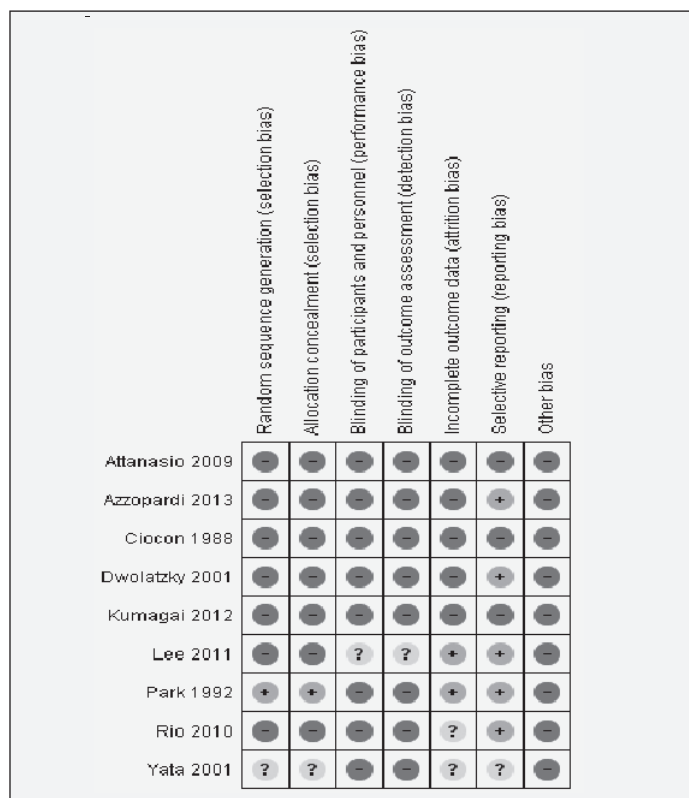 Random sequence generation (selection bias)
Allocation concealment (selection bias)
Blinding of participants and personnel (performance bias)
Blinding of outcome assessment (detection bias)
Incomplete outcome data (attrition bias)
Selective reporting (reporting bias)
Other bias
Attanasio 2009 - - - - - - -
Azzopardi 2013 - - - - - + -
Ciocon 1988 - - - - - - -
Dwolatzky 2001 - - - - - + -
Kumagai 2012 - - - - - - -
Lee 2011 - - ? ? + + -
Park 1992 + + - - + + -
Rio 2010 - - - - ? + -
Yata 2001 ? ? - - ? ? -